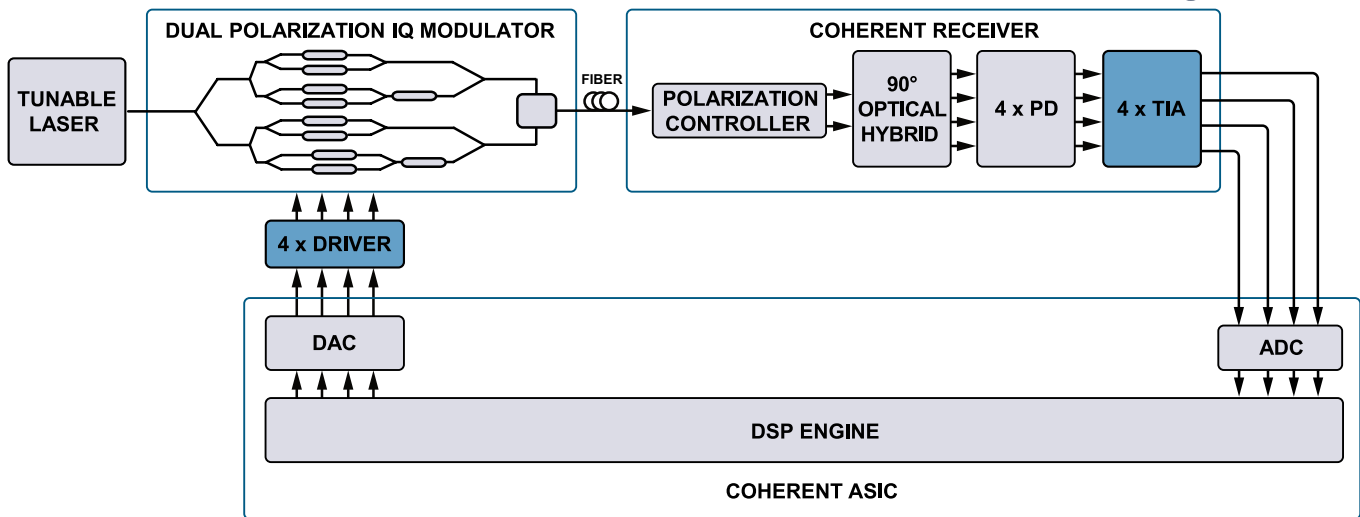 DUAL POLARIZATION IQ MODULATOR
COHERENT RECEIVER
TUNABLE
LASER
FIBER
POLARIZATION
CONTROLLER
90°
OPTICAL
HYBRID
4 x PD
4 x TIA
4 x DRIVER
DAC
ADC
DSP ENGINE
COHERENT ASIC